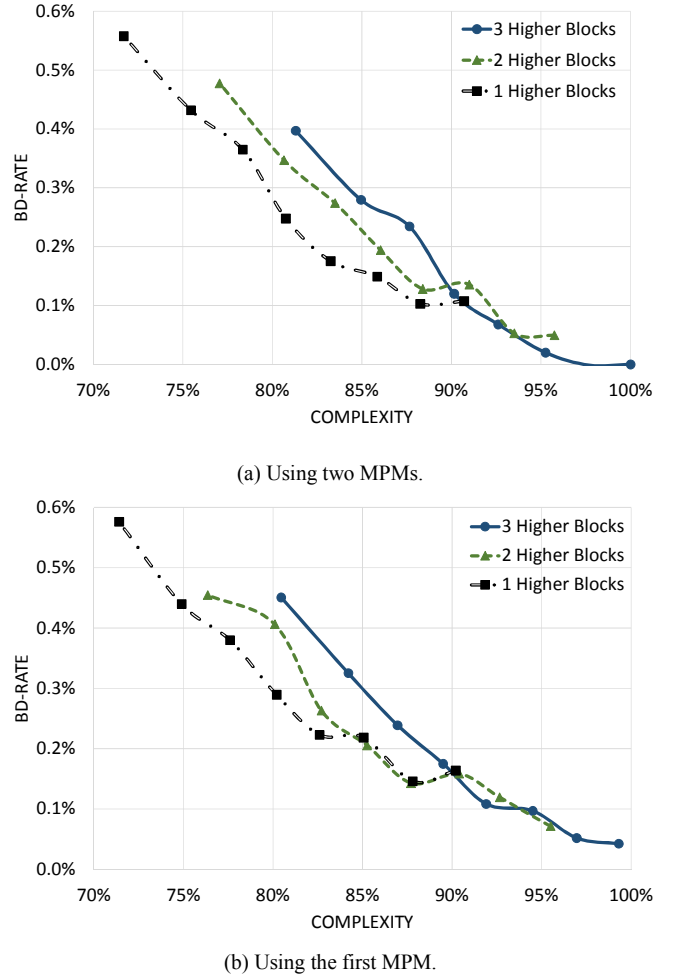 0.6%
0.5%
0.4%
0.3%
0.2%
0.1%
0.0%
BD-RATE
3 Higher Blocks
2 Higher Blocks
1 Higher Blocks
70% 75% 80% 85% 90% 95% 100%
COMPLEXITY
(a) Using two MPMs.
0.6%
0.5%
0.4%
0.3%
0.2%
0.1%
0.0%
BD-RATE
3 Higher Blocks
2 Higher Blocks
1 Higher Blocks
70% 75% 80% 85% 90% 95% 100%
COMPLEXITY
(b) Using the first MPM.